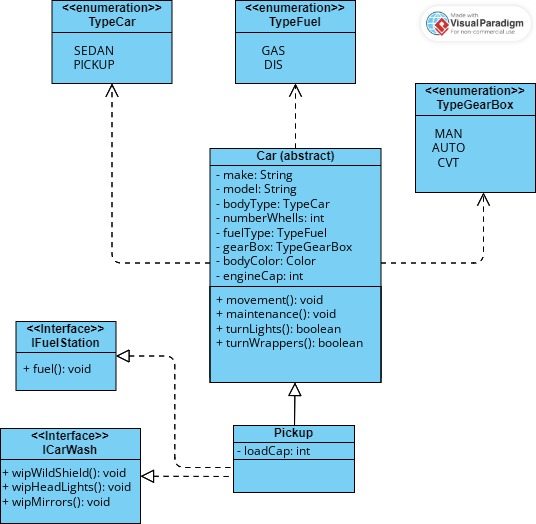 <<enumeration>>
TypeCar
SEDAN
PICKUP
<<enumeration>>
TypeFuel
GAS
DIS
Made with
VisualParadigm
For non-commercial use
<<enumeration>>
TypeGearBox
MAN
AUTO
CVT
Car (abstract)
- make: String
- model: String
- bodyType: TypeCar
- numberWhells: int
- fuelType: TypeFuel
- gearBox: TypeGearBox
- bodyColor: Color
- engineCap: int
+ movement(): void
+ maintenance(): void
+ turnLights(): boolean
+ turnWrappers(): boolean
<<Interface>>
IFuelStation
+ fuel(): void
Pickup
- loadCap: int
<<Interface>>
ICarWash
+ wipWildShield(): void
+ wipHeadLights(): void
+ wipMirrors(): void